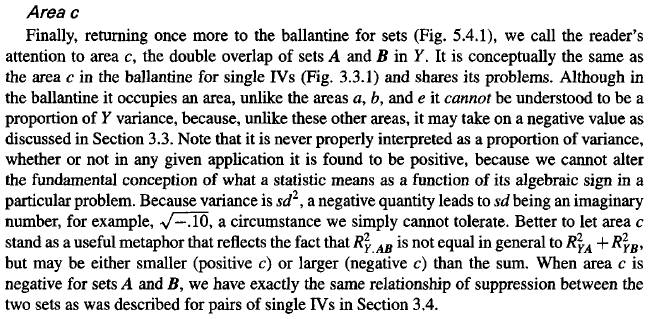 Area c
Finally, returning once more to the ballantine for sets (Fig. 5.4.1), we call the reader's
attention to area c, the double overlap of sets A and B in Y. It is conceptually the same as
the area c in the ballantine for single IVs (Fig. 3.3.1) and shares its problems. Although in
the ballantine it occupies an area, unlike the areas a, b, and e it cannot be understood to be a
proportion of Y variance, because, unlike these other areas, it may take on a negative value as
discussed in Section 3.3. Note that it is never properly interpreted as a proportion of variance,
whether or not in any given application it is found to be positive, because we cannot alter
the fundamental conception of what a statistic means as a function of its algebraic sign in a
particular problem. Because variance is sd², a negative quantity leads to sd being an imaginary
number, for example, √−.10, a circumstance we simply cannot tolerate. Better to let area c
stand as a useful metaphor that reflects the fact that R²Y.AB is not equal in general to R²YA + R²YB,
but may be either smaller (positive c) or larger (negative c) than the sum. When area c is
negative for sets A and B, we have exactly the same relationship of suppression between the
two sets as was described for pairs of single IVs in Section 3.4.